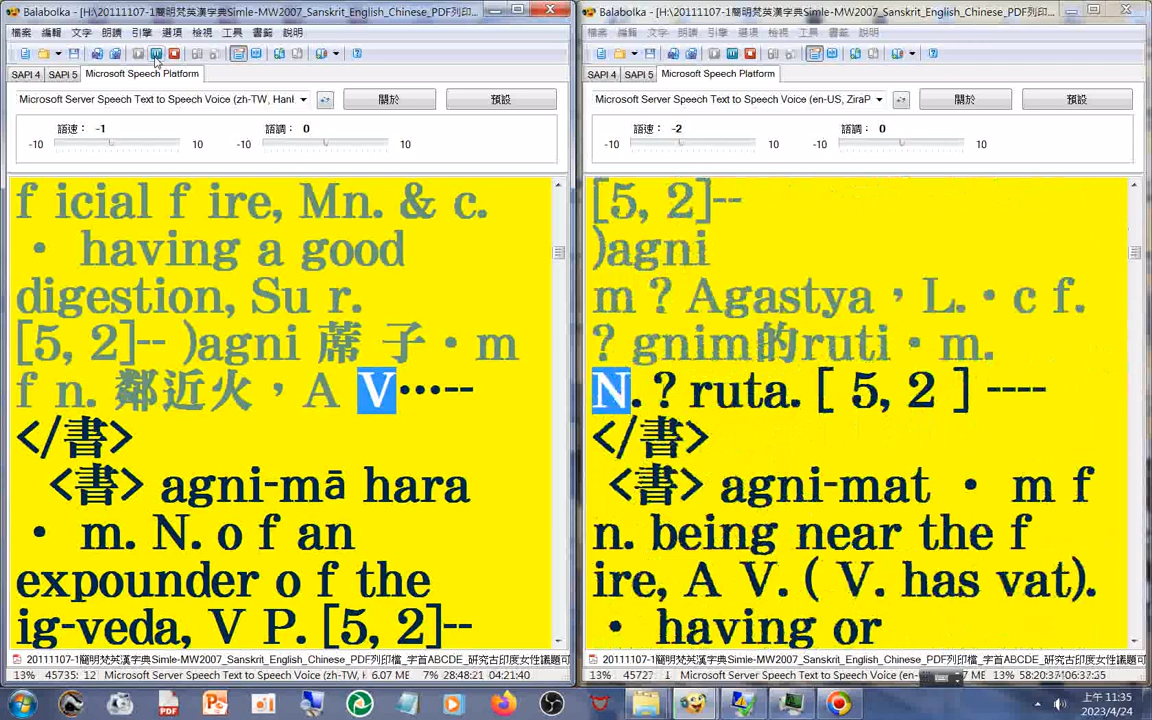 Balabolka - [H:\20111107-1簡明梵英漢字典Simle-MW2007_Sanskrit_English_Chinese_PDF列印...
檔案 編輯 文字 朗讀 引擎 選項 檢視 工具 書籤 說明
SAPI 4 SAPI 5 Microsoft Speech Platform
Microsoft Server Speech Text to Speech Voice (zh-TW, HanI
關於 預設
語速： -1 語調： 0
-10 10 -10 10
f icial f ire, Mn. & c.
• having a good
digestion, Su r.
[5, 2]-- )agni 蓆 子•m
f n. 鄰近火，A V…--
</書>
<書> agni-mā hara
• m. N. o f an
expounder o f the
ig-veda, V P. [5, 2]--
20111107-1簡明梵英漢字典Simle-MW2007_Sanskrit_English_Chinese_PDF列印檔_字首ABCDE_研究古印度女性議題可
13% 45735: 12 Microsoft Server Speech Text to Speech Voice (zh-TW, H 6.07 ME 7% 28:48:21 04:21:40
Balabolka - [H:\20111107-1簡明梵英漢字典Simle-MW2007_Sanskrit_English_Chinese_PDF列印...
檔案 編輯 文字 朗讀 引擎 選項 檢視 工具 書籤 說明
SAPI 4 SAPI 5 Microsoft Speech Platform
Microsoft Server Speech Text to Speech Voice (en-US, ZiraP
關於 預設
語速： -2 語調： 0
-10 10 -10 10
[5, 2]--
)agni
m ? Agastya，L.•c f.
? gnim的ruti•m.
N. ? ruta. [ 5, 2 ] ----
</書>
<書> agni-mat • m f
n. being near the f
ire, A V. ( V. has vat).
• having or
20111107-1簡明梵英漢字典Simle-MW2007_Sanskrit_English_Chinese_PDF列印檔_字首ABCDE_研究古印度女性議題可
13% 45727: 1 Microsoft Server Speech Text to Speech Voice (en-
13% 58:20:37
PDF
上午 11:35
2023/4/24